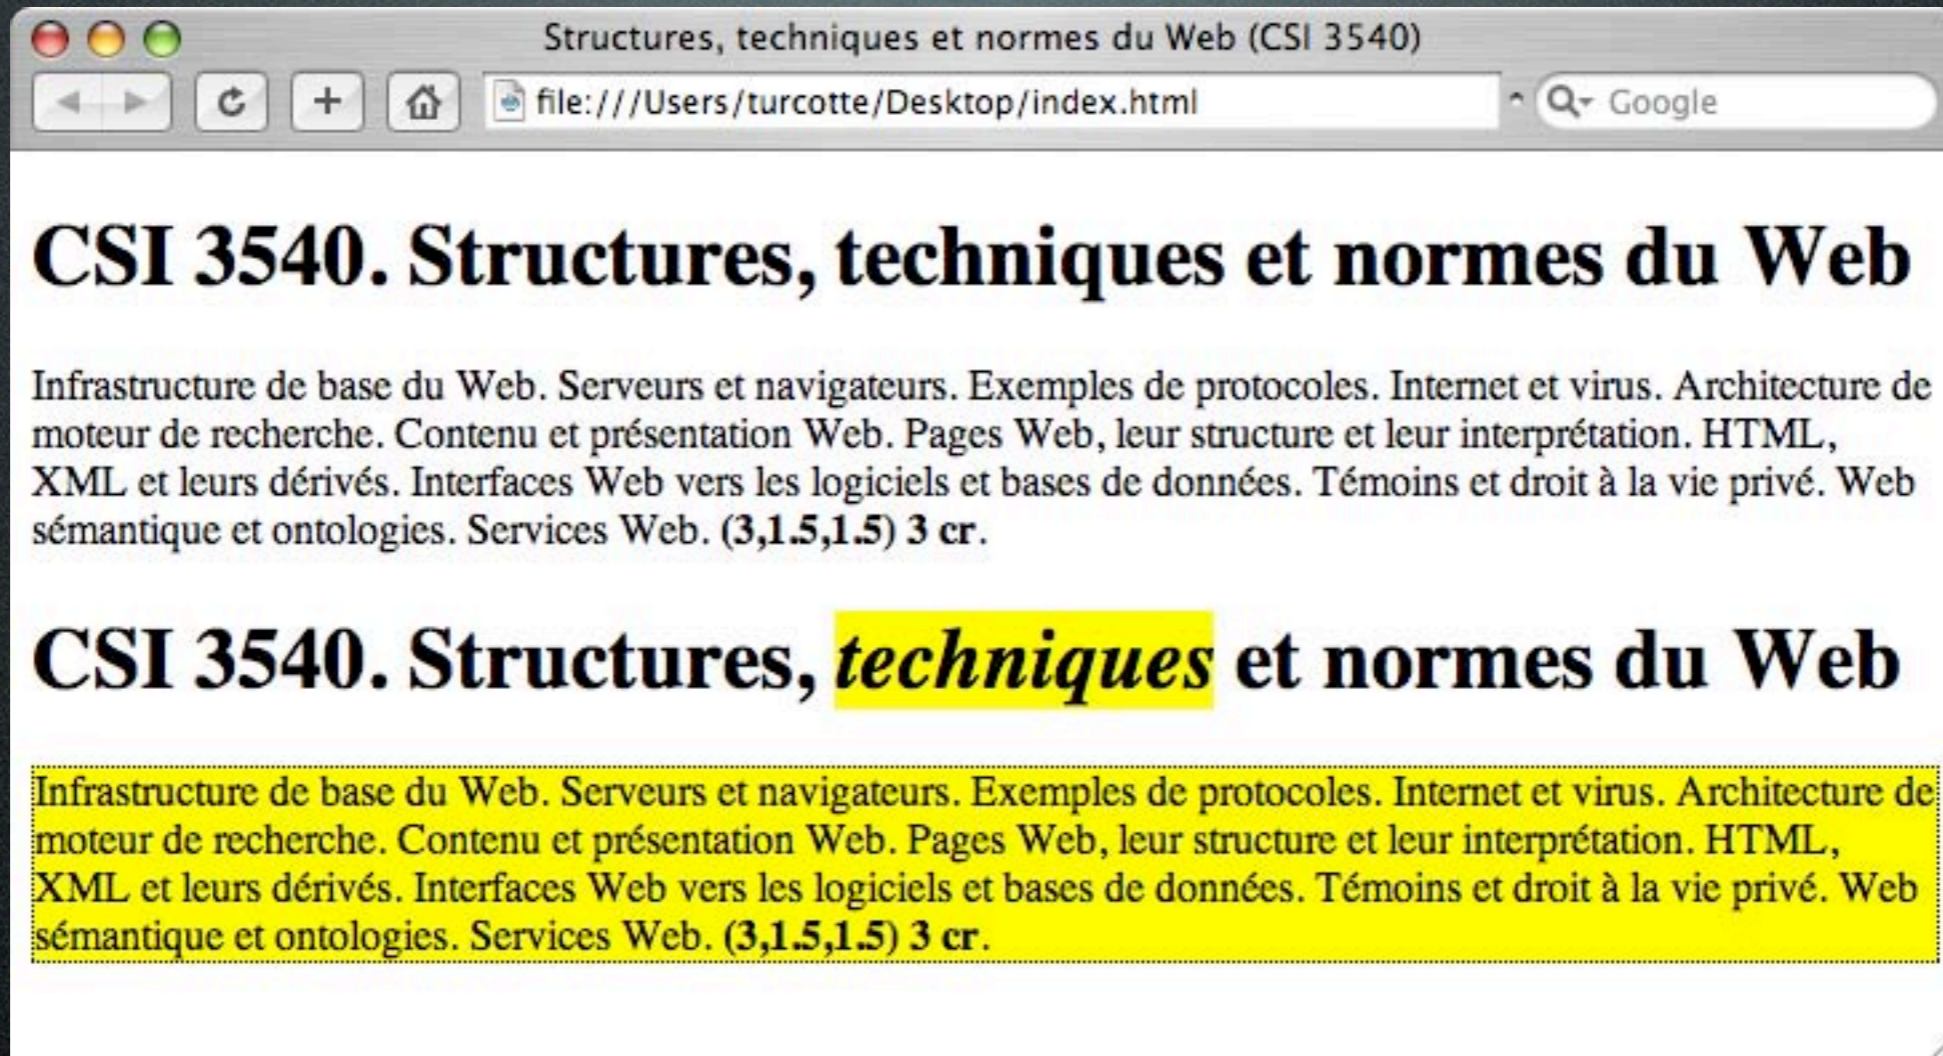 Structures, techniques et normes du Web (CSI 3540)
file:///Users/turcotte/Desktop/index.html
Google
CSI 3540. Structures, techniques et normes du Web
Infrastructure de base du Web. Serveurs et navigateurs. Exemples de protocoles. Internet et virus. Architecture de
moteur de recherche. Contenu et présentation Web. Pages Web, leur structure et leur interprétation. HTML,
XML et leurs dérivés. Interfaces Web vers les logiciels et bases de données. Témoins et droit à la vie privé. Web
sémantique et ontologies. Services Web. (3,1.5,1.5) 3 cr.
CSI 3540. Structures, techniques et normes du Web
Infrastructure de base du Web. Serveurs et navigateurs. Exemples de protocoles. Internet et virus. Architecture de
moteur de recherche. Contenu et présentation Web. Pages Web, leur structure et leur interprétation. HTML,
XML et leurs dérivés. Interfaces Web vers les logiciels et bases de données. Témoins et droit à la vie privé. Web
sémantique et ontologies. Services Web. (3,1.5,1.5) 3 cr.